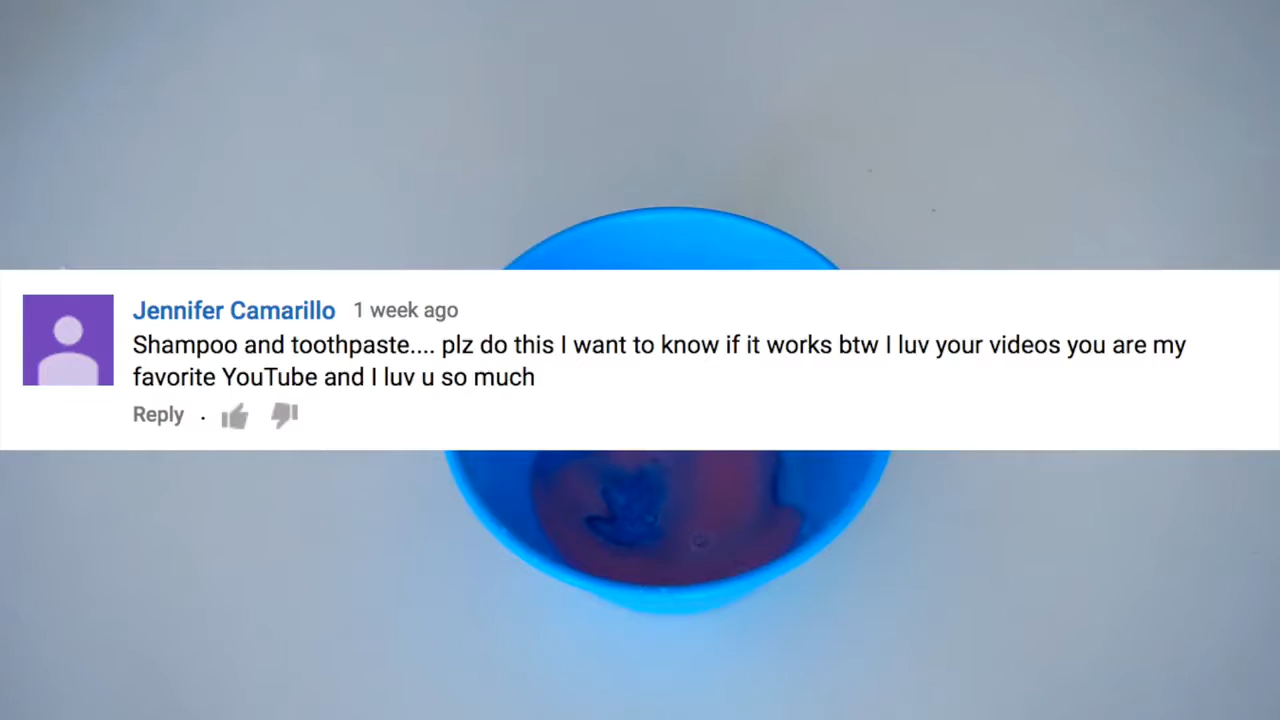 Jennifer Camarillo 1 week ago
Shampoo and toothpaste.... plz do this I want to know if it works btw I luv your videos you are my
favorite YouTube and I luv u so much
Reply .